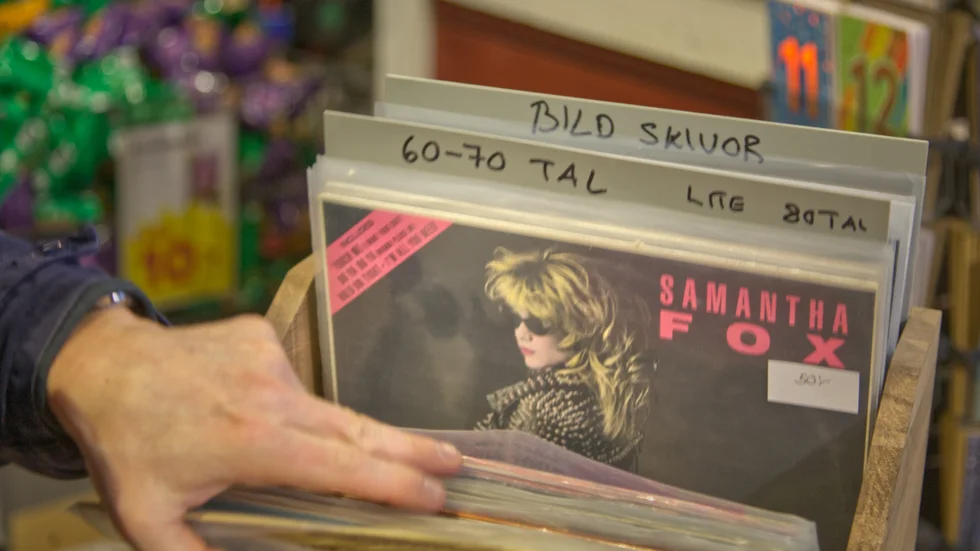 11
12
BILD SKIVOR
60-70 TAL LITE 80TAL
SAMANTHA
FOX
50:-
10